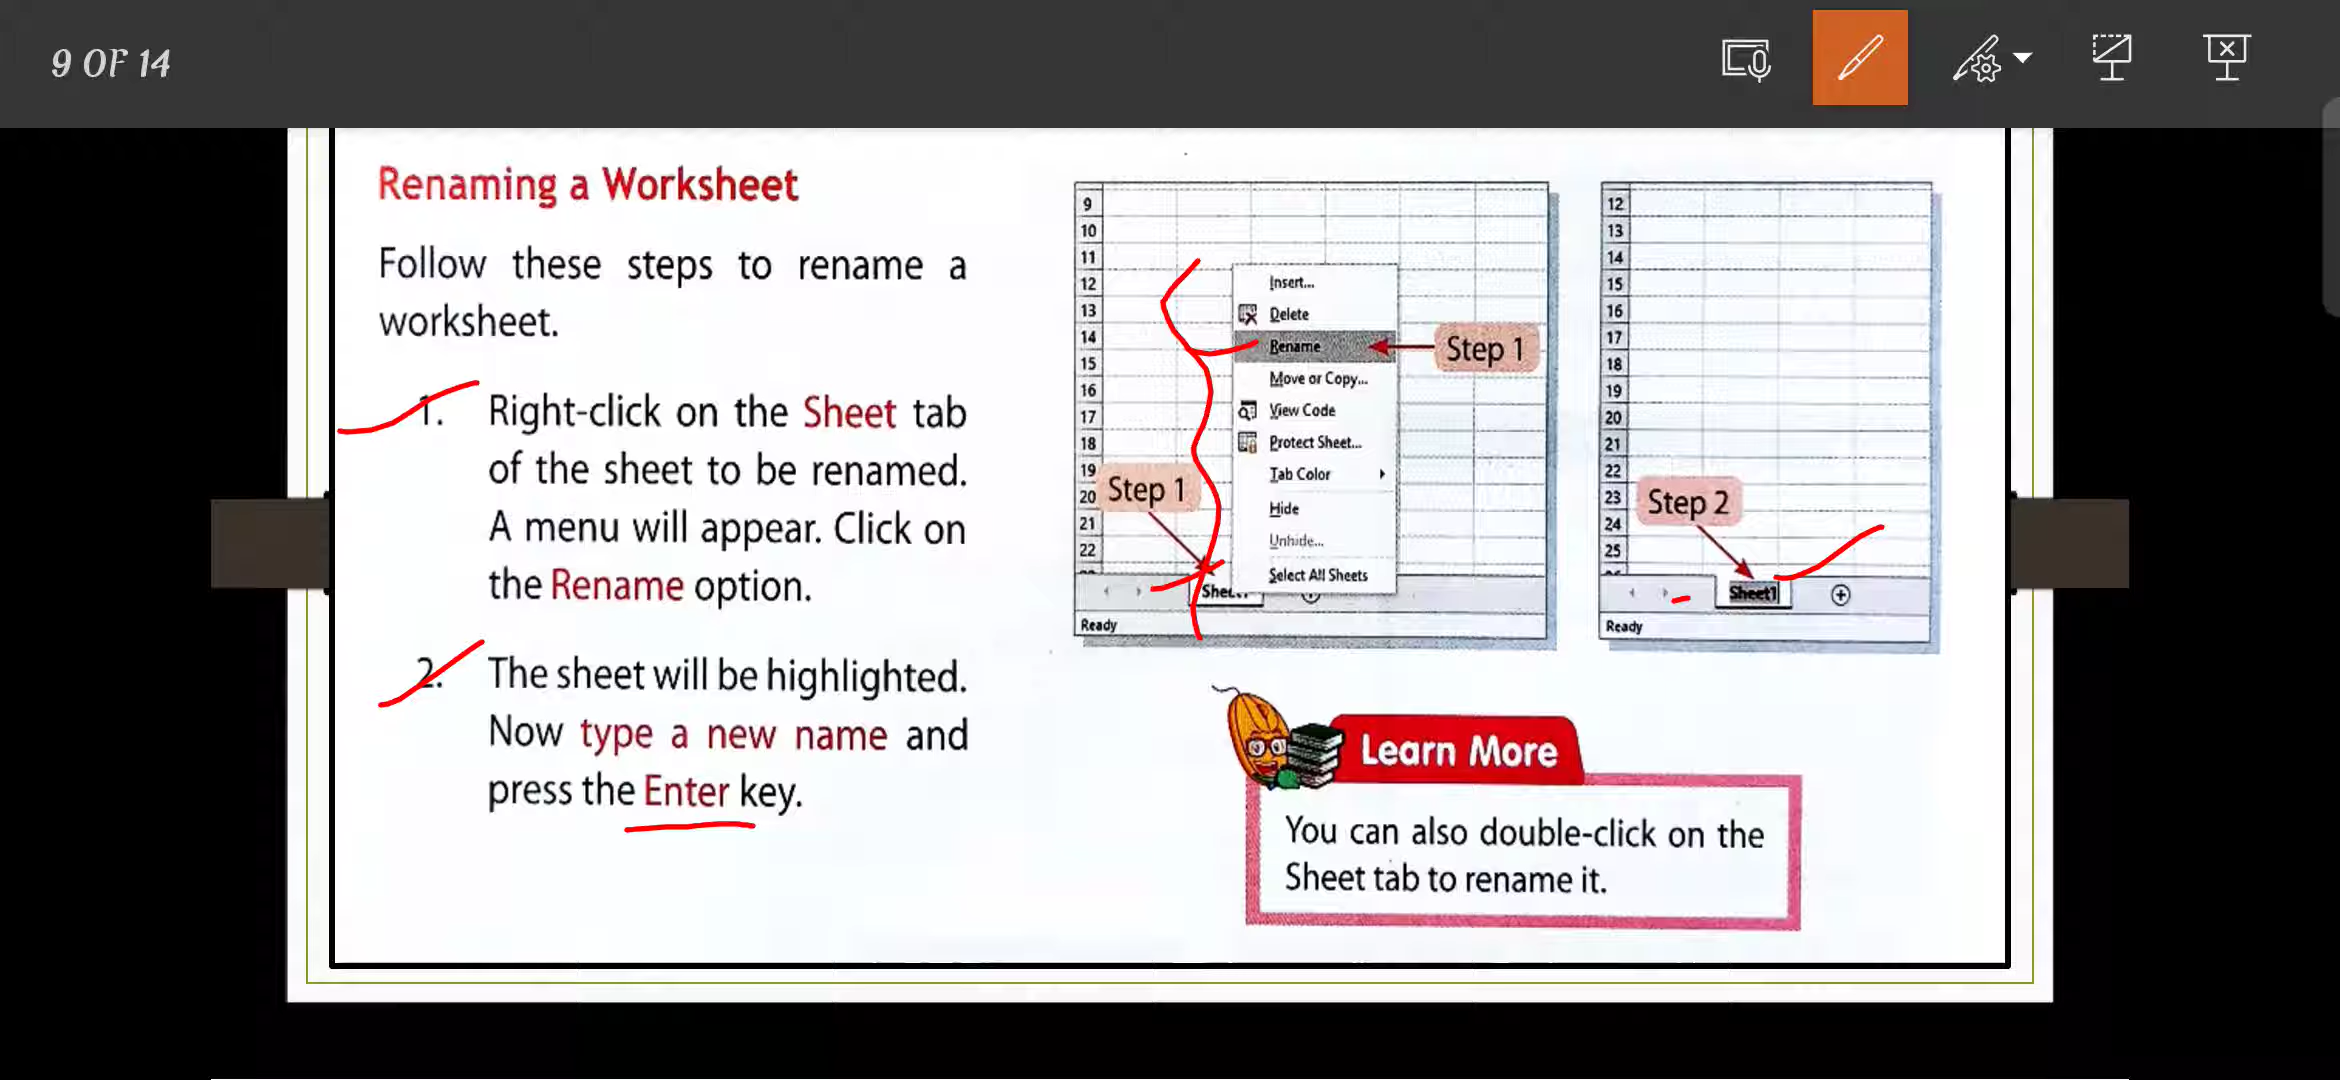 9 OF 14
Renaming a Worksheet
Follow these steps to rename a
worksheet.
1. Right-click on the Sheet tab
of the sheet to be renamed.
A menu will appear. Click on
the Rename option.
2. The sheet will be highlighted.
Now type a new name and
press the Enter key.
9
10
11
12
13
14
15
16
17
18
19
20
21
22
Insert...
Delete
Rename
Move or Copy...
View Code
Protect Sheet...
Tab Color
Hide
Unhide...
Select All Sheets
Step 1
Step 1
Ready
12
13
14
15
16
17
18
19
20
21
22
23
24
25
Step 2
Sheet1
Ready
Learn More
You can also double-click on the
Sheet tab to rename it.